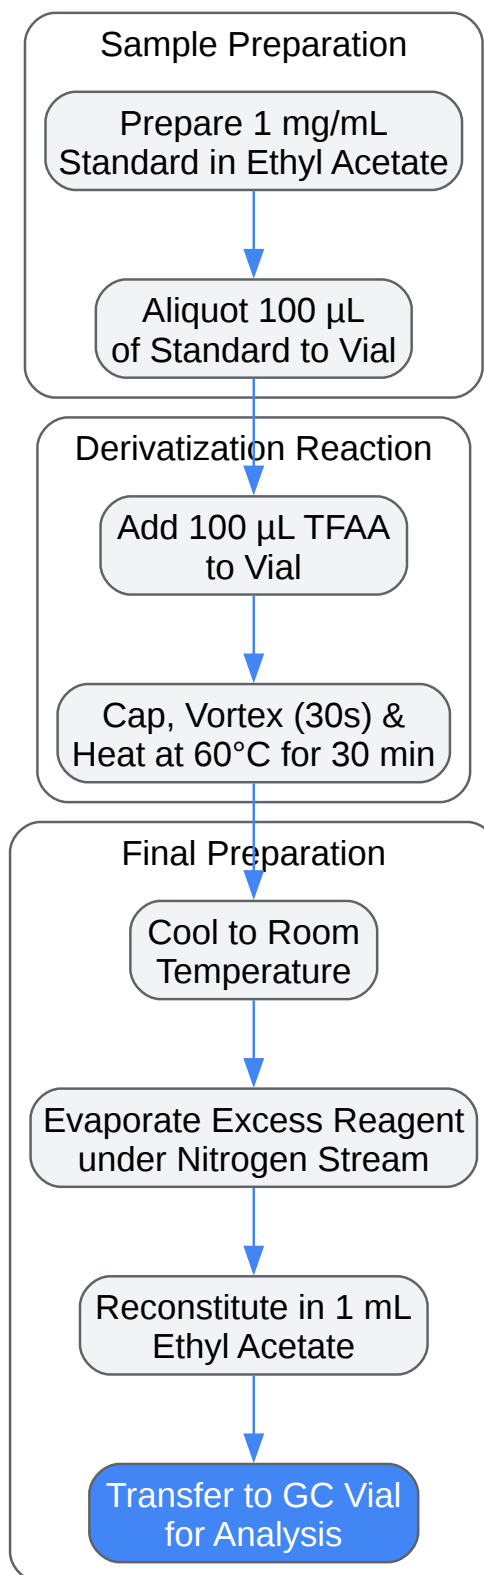 Sample Preparation
Prepare 1 mg/mL
Standard in Ethyl Acetate
Aliquot 100 µL
of Standard to Vial
Derivatization Reaction
Add 100 µL TFAA
to Vial
Cap, Vortex (30s) &
Heat at 60°C for 30 min
Final Preparation
Cool to Room
Temperature
Evaporate Excess Reagent
under Nitrogen Stream
Reconstitute in 1 mL
Ethyl Acetate
Transfer to GC Vial
for Analysis